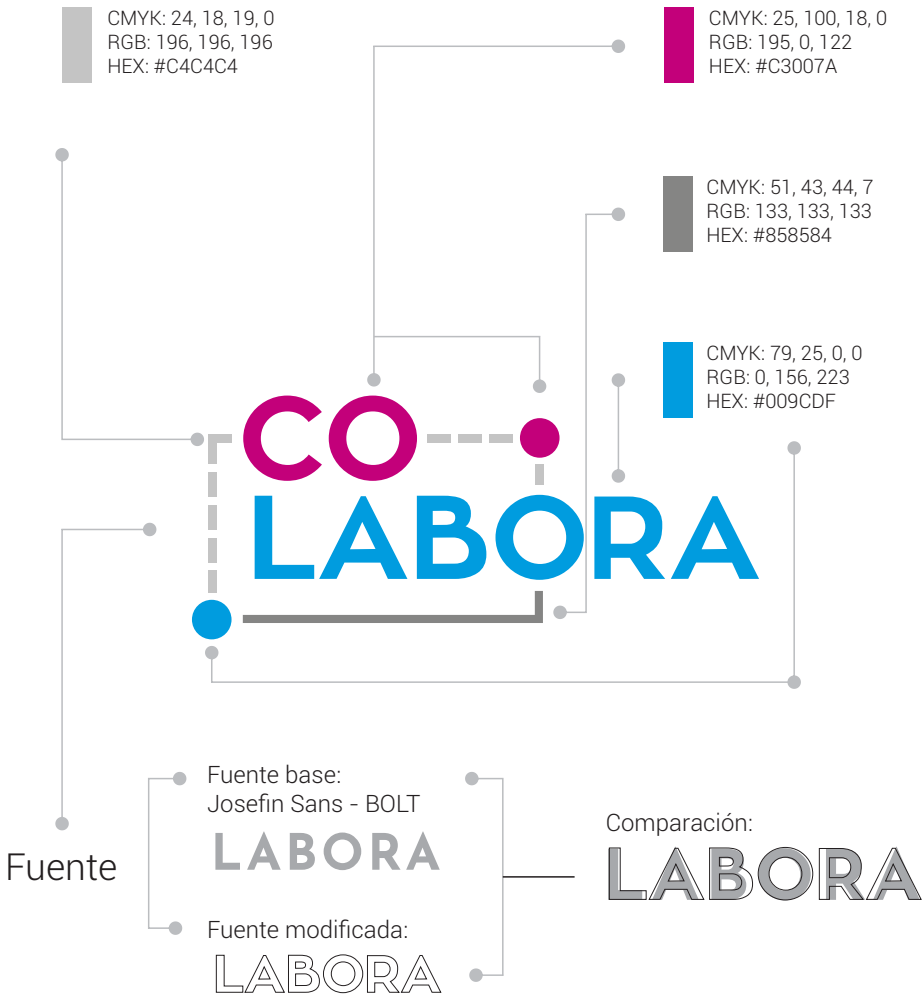 CMYK: 24, 18, 19, 0
RGB: 196, 196, 196
HEX: #C4C4C4
CMYK: 25, 100, 18, 0
RGB: 195, 0, 122
HEX: #C3007A
CMYK: 51, 43, 44, 7
RGB: 133, 133, 133
HEX: #858584
CMYK: 79, 25, 0, 0
RGB: 0, 156, 223
HEX: #009CDF
CO
LABORA
Fuente
Fuente base:
Josefin Sans - BOLT
LABORA
Fuente modificada:
LABORA
Comparación:
LABORA